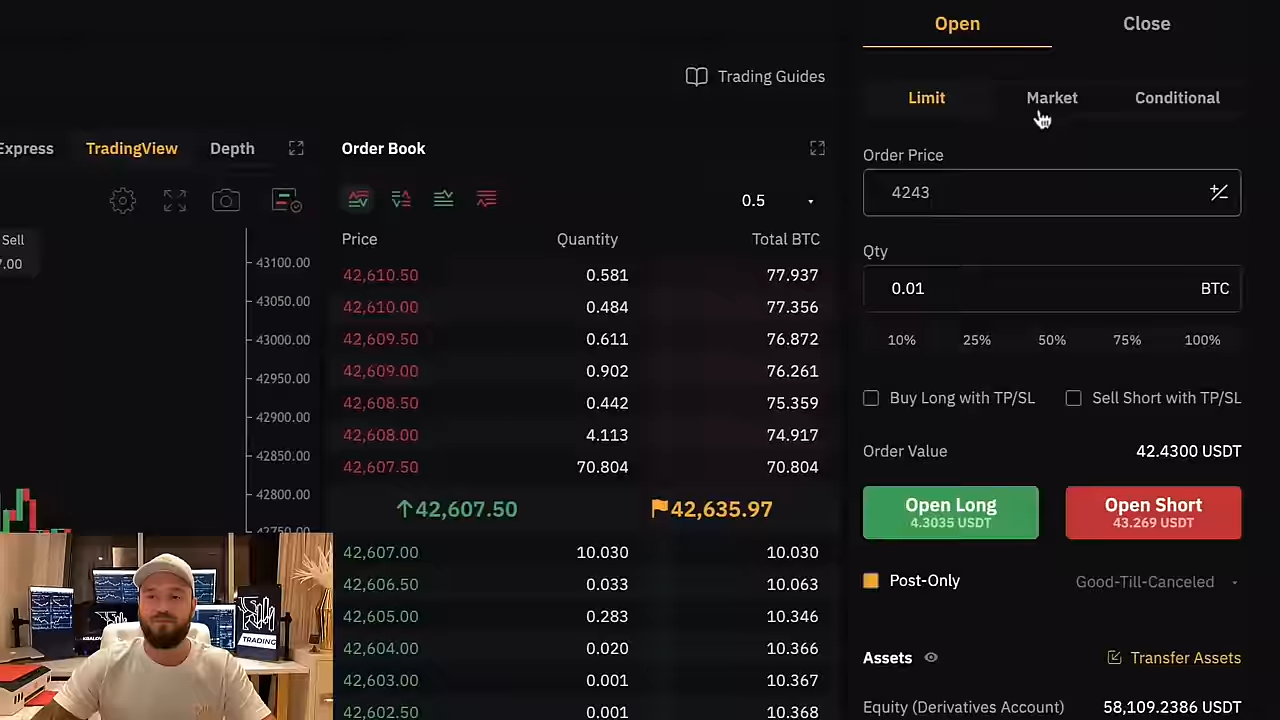 Open Close
Trading Guides
Limit Market Conditional
Express TradingView Depth
Order Book
Order Price
4243
0.5
Sell
7.00
Price Quantity Total BTC
Qty
0.01 BTC
43100.00
43050.00
43000.00
42950.00
42900.00
42850.00
42800.00
42750.00
42,610.50 0.581 77.937
42,610.00 0.484 77.356
42,609.50 0.611 76.872
42,609.00 0.902 76.261
42,608.50 0.442 75.359
42,608.00 4.113 74.917
42,607.50 70.804 70.804
42,607.50 42,635.97
42,607.00 10.030 10.030
42,606.50 0.033 10.063
42,605.00 0.283 10.346
42,604.00 0.020 10.366
42,603.00 0.001 10.367
42,602.50 0.001 10.368
10% 25% 50% 75% 100%
Buy Long with TP/SL Sell Short with TP/SL
Order Value 42.4300 USDT
Open Long Open Short
4.3035 USDT 43.269 USDT
Post-Only Good-Till-Canceled
Assets Transfer Assets
Equity (Derivatives Account) 58,109.2386 USDT
TRADING